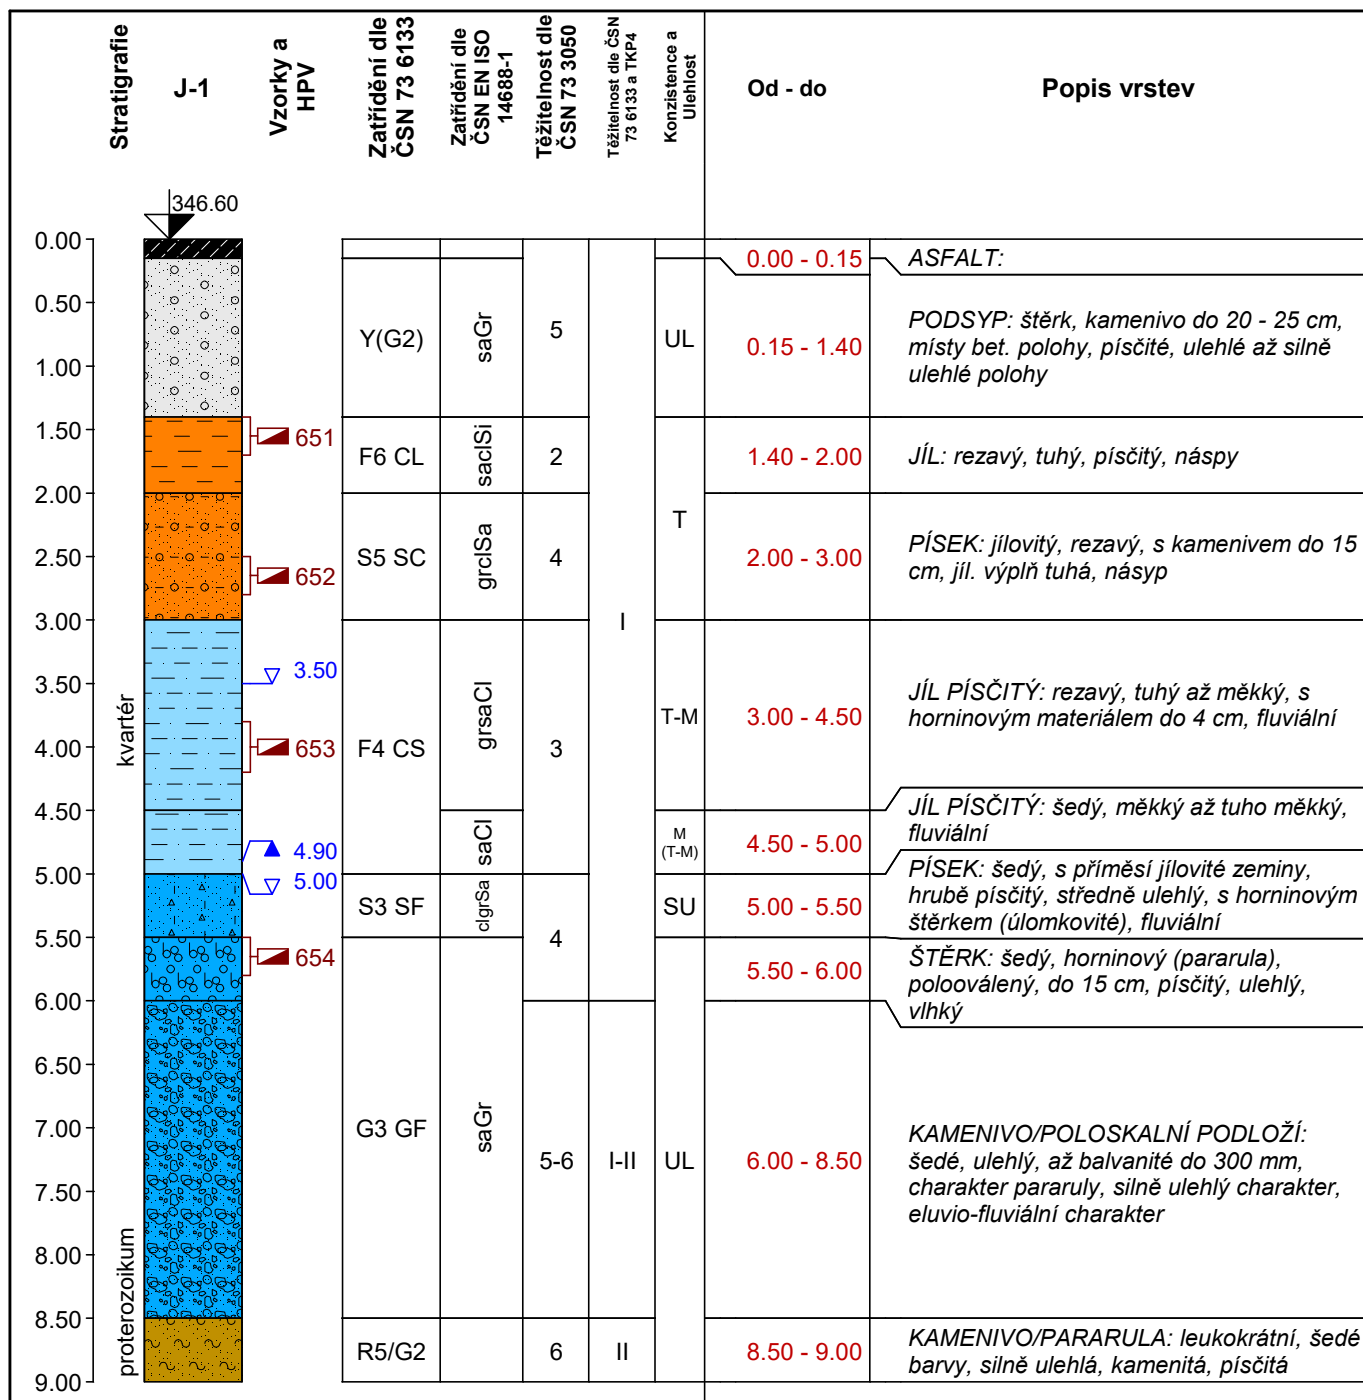 Stratigrafie
J-1
Vzorky a
HPV
Zatřídění dle
ČSN 73 6133
Zatřídění dle
ČSN EN ISO
14688-1
Těžitelnost dle
ČSN 73 3050
Těžitelnost dle ČSN
73 6133 a TKP4
Konzistence a
Ulehlost
Od - do
Popis vrstev
346.60
0.00
0.00 - 0.15
ASFALT:
0.50
1.00
Y(G2)
saGr
5
UL
0.15 - 1.40
PODSYP: štěrk, kamenivo do 20 - 25 cm,
místy bet. polohy, písčité, ulehlé až silně
ulehlé polohy
1.50
651
F6 CL
saclSi
2
1.40 - 2.00
JÍL: rezavý, tuhý, písčitý, náspy
2.00
T
2.50
652
S5 SC
grclSa
4
2.00 - 3.00
PÍSEK: jílovitý, rezavý, s kamenivem do 15
cm, jíl. výplň tuhá, násyp
3.00
I
3.50
3.50
kvartér
653
4.00
F4 CS
grsaCl
3
T-M
3.00 - 4.50
JÍL PÍSČITÝ: rezavý, tuhý až měkký, s
horninovým materiálem do 4 cm, fluviální
4.50
4.90
saCl
M
(T-M)
4.50 - 5.00
JÍL PÍSČITÝ: šedý, měkký až tuho měkký,
fluviální
5.00
5.00
S3 SF
clgrSa
SU
5.00 - 5.50
PÍSEK: šedý, s příměsí jílovité zeminy,
hrubě písčitý, středně ulehlý, s horninovým
štěrkem (úlomkovité), fluviální
5.50
654
4
5.50 - 6.00
ŠTĚRK: šedý, horninový (pararula),
polooválený, do 15 cm, písčitý, ulehlý,
vlhký
6.00
6.50
7.00
G3 GF
saGr
5-6
I-II
UL
6.00 - 8.50
KAMENIVO/POLOSKALNÍ PODLOŽÍ:
šedé, ulehlý, až balvanité do 300 mm,
charakter pararuly, silně ulehlý charakter,
eluvio-fluviální charakter
7.50
8.00
proterozoikum
8.50
R5/G2
6
II
8.50 - 9.00
KAMENIVO/PARARULA: leukokrátní, šedé
barvy, silně ulehlá, kamenitá, písčitá
9.00